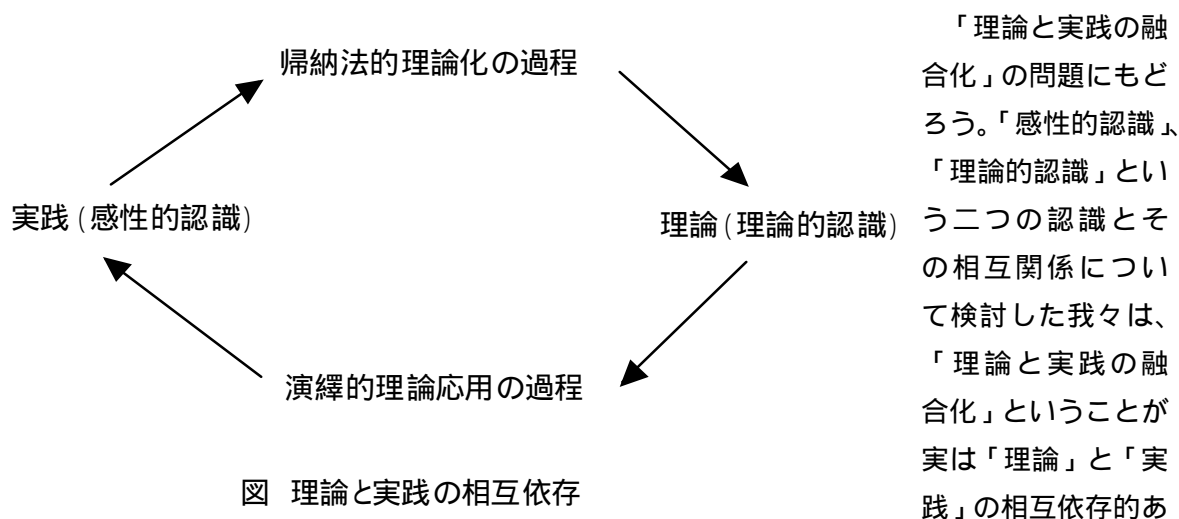 帰納法的理論化の過程
実践(感性的認識)
理論(理論的認識)
演繹的理論応用の過程
図 理論と実践の相互依存
「理論と実践の融
合化」の問題にもど
ろう。「感性的認識」、
「理論的認識」とい
う二つの認識とそ
の相互関係につい
て検討した我々は、
「理論と実践の融
合化」ということが
実は「理論」と「実
践」の相互依存的あ